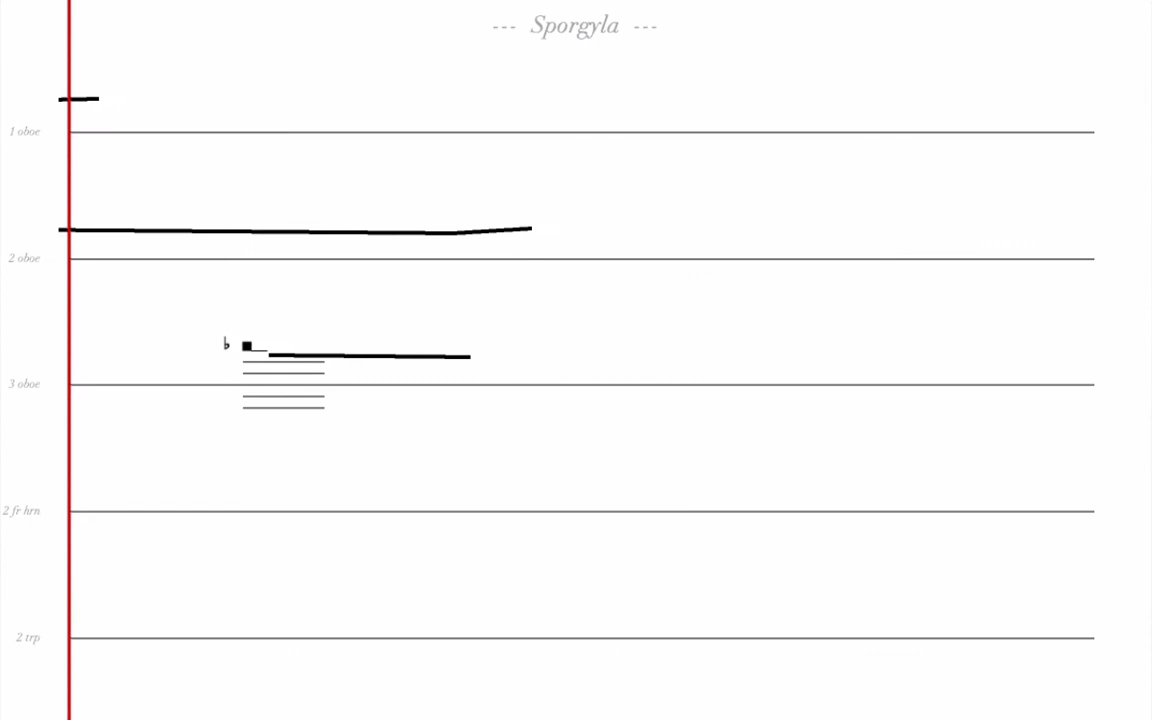 --- Sporgyla ---
1 oboe
2 oboe
3 oboe
2 fr hrn
2 trp